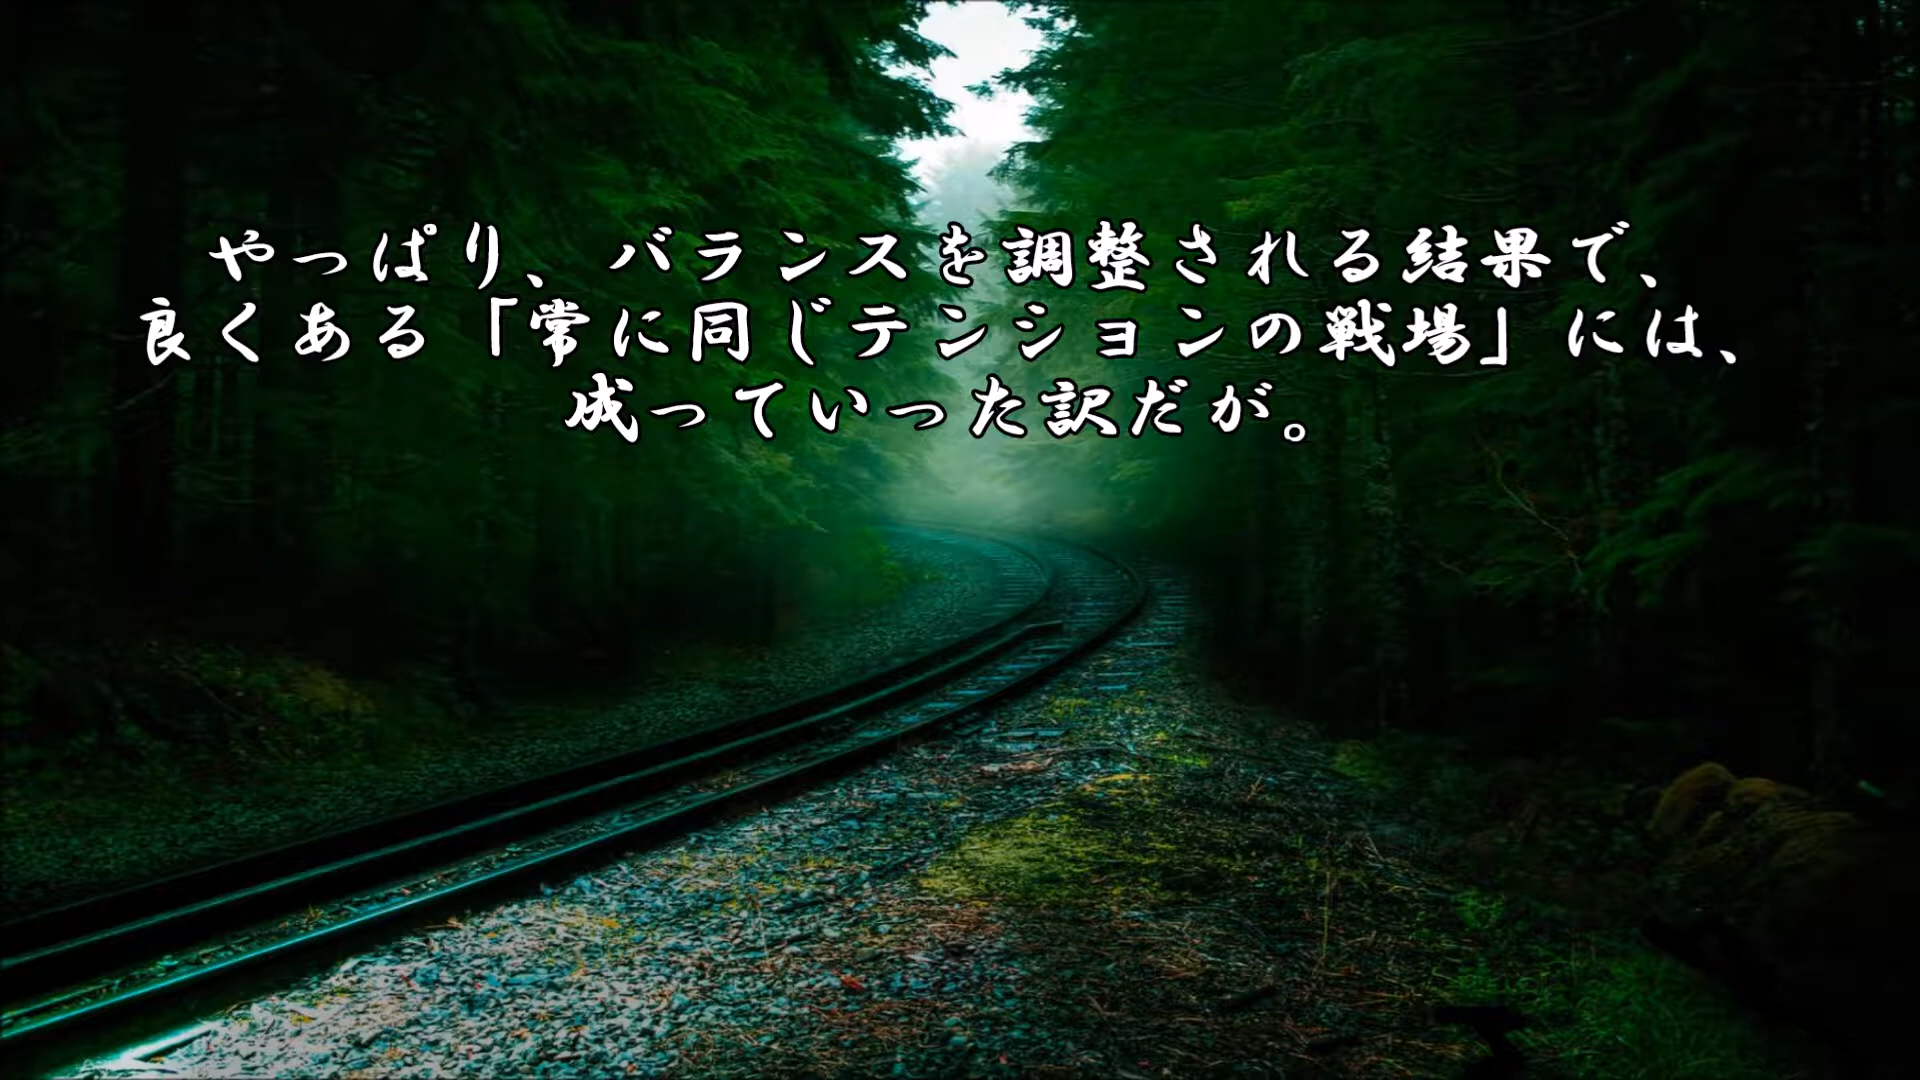 やっぱり、バランスを調整される結果で、
良くある「常に同じテンションの戦場」には、
成っていった訳だが。